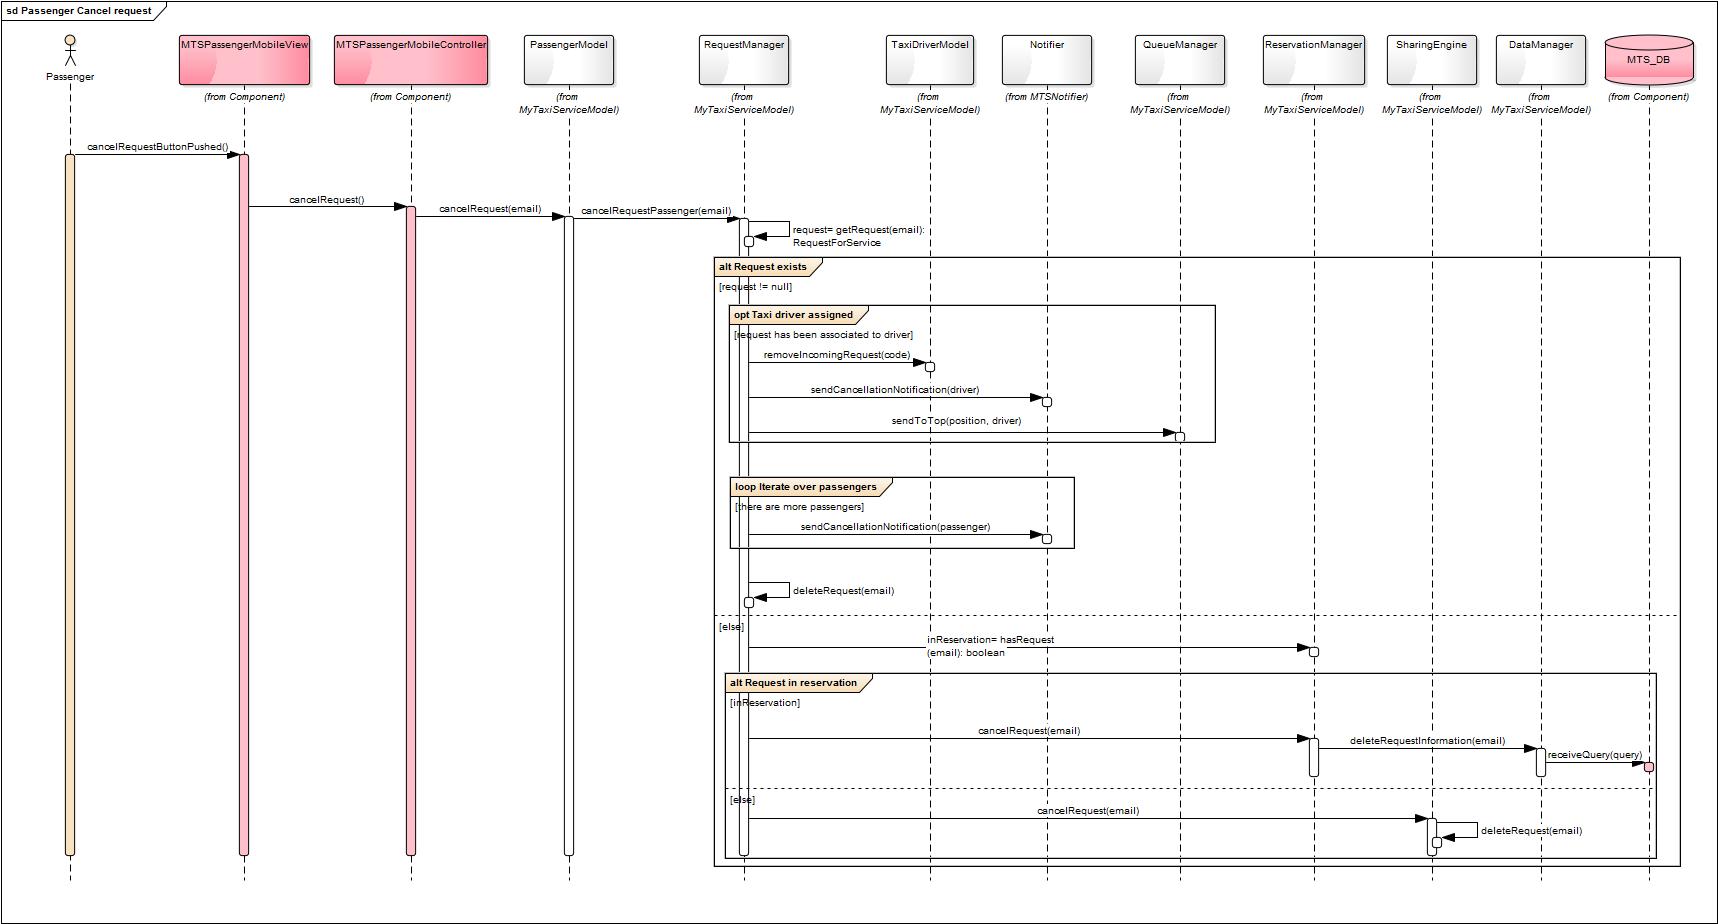 sd Passenger Cancel request
Passenger
MTSPassengerMobileView
(from Component)
MTSPassengerMobileController
(from Component)
PassengerModel
(from
MyTaxiServiceModel)
RequestManager
(from
MyTaxiServiceModel)
TaxiDriverModel
(from
MyTaxiServiceModel)
Notifier
(from MTSNotifier)
QueueManager
(from
MyTaxiServiceModel)
ReservationManager
(from
MyTaxiServiceModel)
SharingEngine
(from
MyTaxiServiceModel)
DataManager
(from
MyTaxiServiceModel)
MTS_DB
(from Component)
cancelRequestButtonPushed()
cancelRequest()
cancelRequest(email)
cancelRequestPassenger(email)
request= getRequest(email):
RequestForService
alt Request exists
[request != null]
opt Taxi driver assigned
[request has been associated to driver]
removeIncomingRequest(code)
sendCancellationNotification(driver)
sendToTop(position, driver)
loop Iterate over passengers
[there are more passengers]
sendCancellationNotification(passenger)
deleteRequest(email)
[else]
inReservation= hasRequest
(email): boolean
alt Request in reservation
[inReservation]
cancelRequest(email)
deleteRequestInformation(email)
receiveQuery(query)
[else]
cancelRequest(email)
deleteRequest(email)